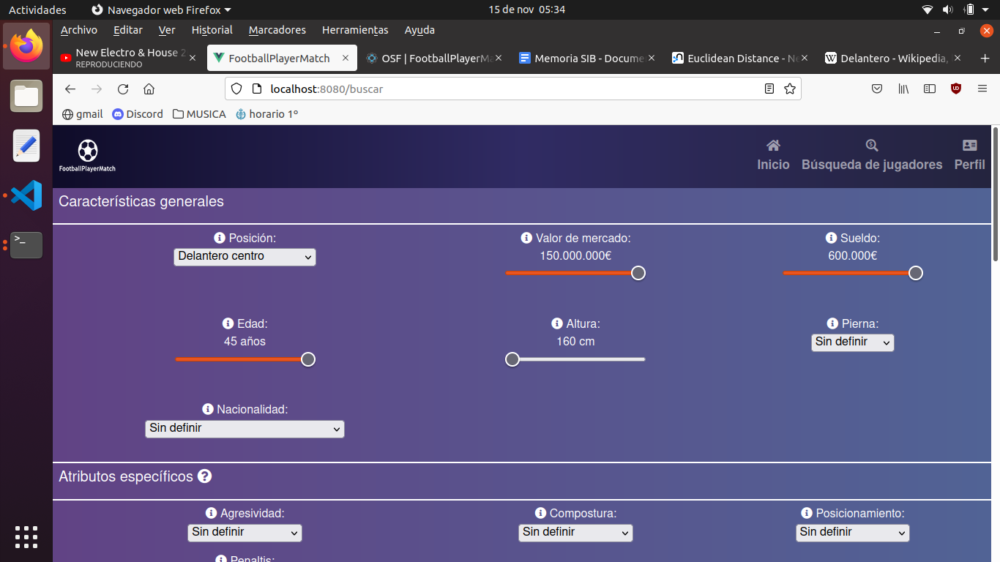 Actividades Navegador web Firefox 15 de nov 05:34
Archivo Editar Ver Historial Marcadores Herramientas Ayuda
New Electro & House 2
REPRODUCIENDO
FootballPlayerMatch
OSF | FootballPlayerMa
Memoria SIB - Docume
Euclidean Distance - Ne
Delantero - Wikipedia,
localhost:8080/buscar
gmail Discord MUSICA horario 1º
FootballPlayerMatch
Inicio Búsqueda de jugadores Perfil
Características generales
Posición: Valor de mercado: Sueldo:
Delantero centro 150.000.000€ 600.000€
Edad: Altura: Pierna:
45 años 160 cm Sin definir
Nacionalidad:
Sin definir
Atributos específicos ?
Agresividad: Compostura: Posicionamiento:
Sin definir Sin definir Sin definir
Penaltis: